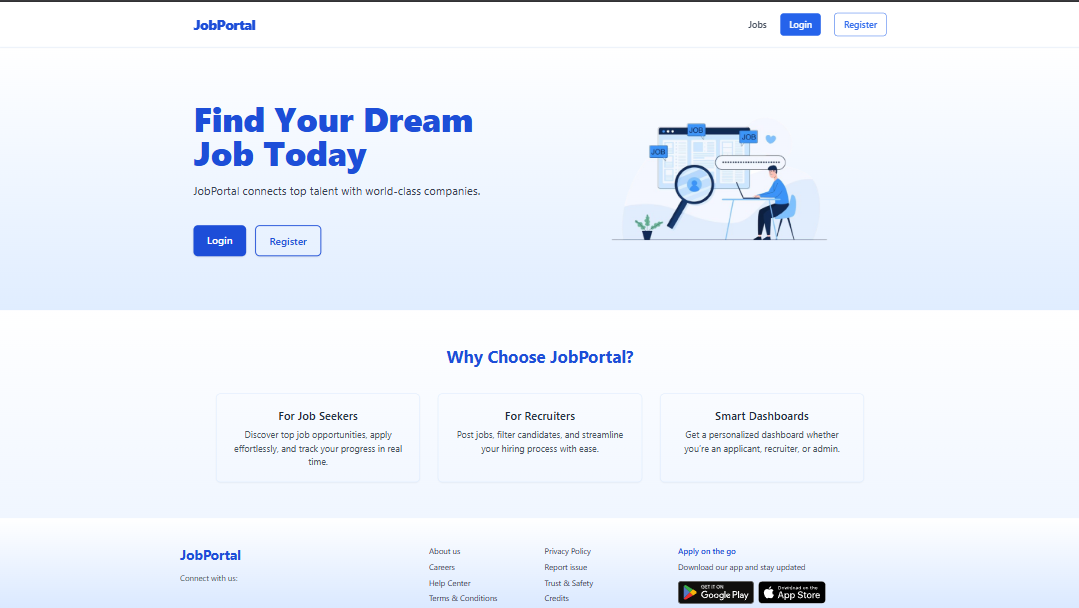 JobPortal
Jobs
Login
Register
Find Your Dream
Job Today
JobPortal connects top talent with world-class companies.
Login
Register
JOB
JOB
JOB
Why Choose JobPortal?
For Job Seekers
Discover top job opportunities, apply
effortlessly, and track your progress in real
time.
For Recruiters
Post jobs, filter candidates, and streamline
your hiring process with ease.
Smart Dashboards
Get a personalized dashboard whether
you're an applicant, recruiter, or admin.
JobPortal
Connect with us:
About us
Careers
Help Center
Terms & Conditions
Privacy Policy
Report issue
Trust & Safety
Credits
Apply on the go
Download our app and stay updated
GET IT ON
Google Play
Download on the
App Store